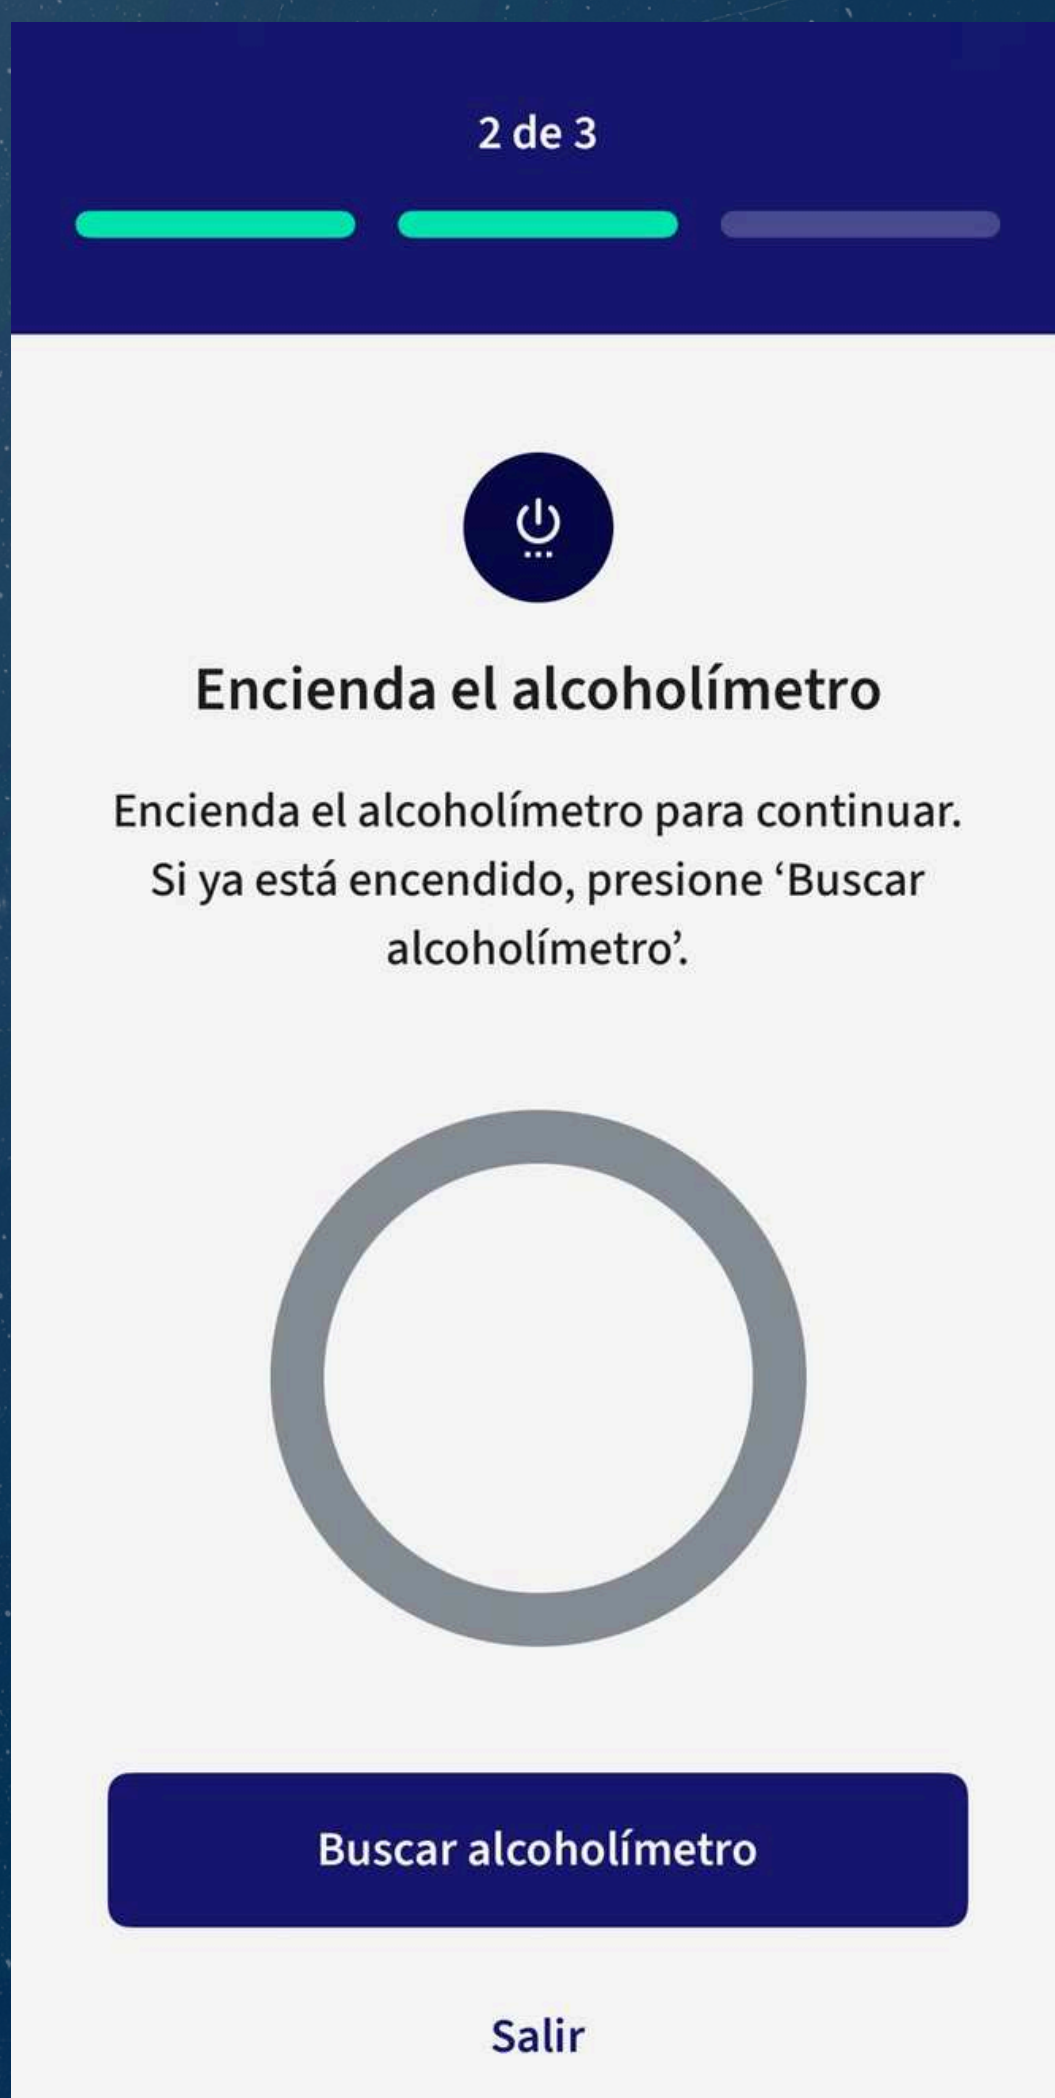 2 de 3
Encienda el alcoholímetro
Encienda el alcoholímetro para continuar.
Si ya está encendido, presione ‘Buscar
alcoholímetro’.
Buscar alcoholímetro
Salir